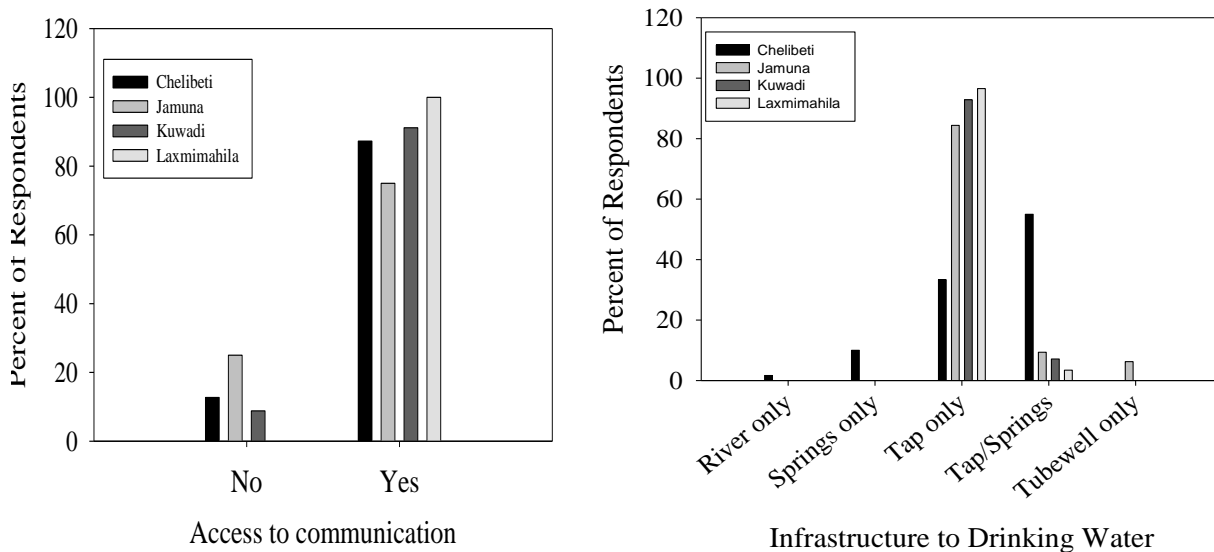 120
100
80
60
40
20
0
Percent of Respondents
Chelibeti
Jamuna
Kuwadi
Laxmimahila
No
Yes
Access to communication
120
100
80
60
40
20
0
Percent of Respondents
Chelibeti
Jamuna
Kuwadi
Laxmimahila
River only
Springs only
Tap only
Tap/Springs
Tubewell only
Infrastructure to Drinking Water